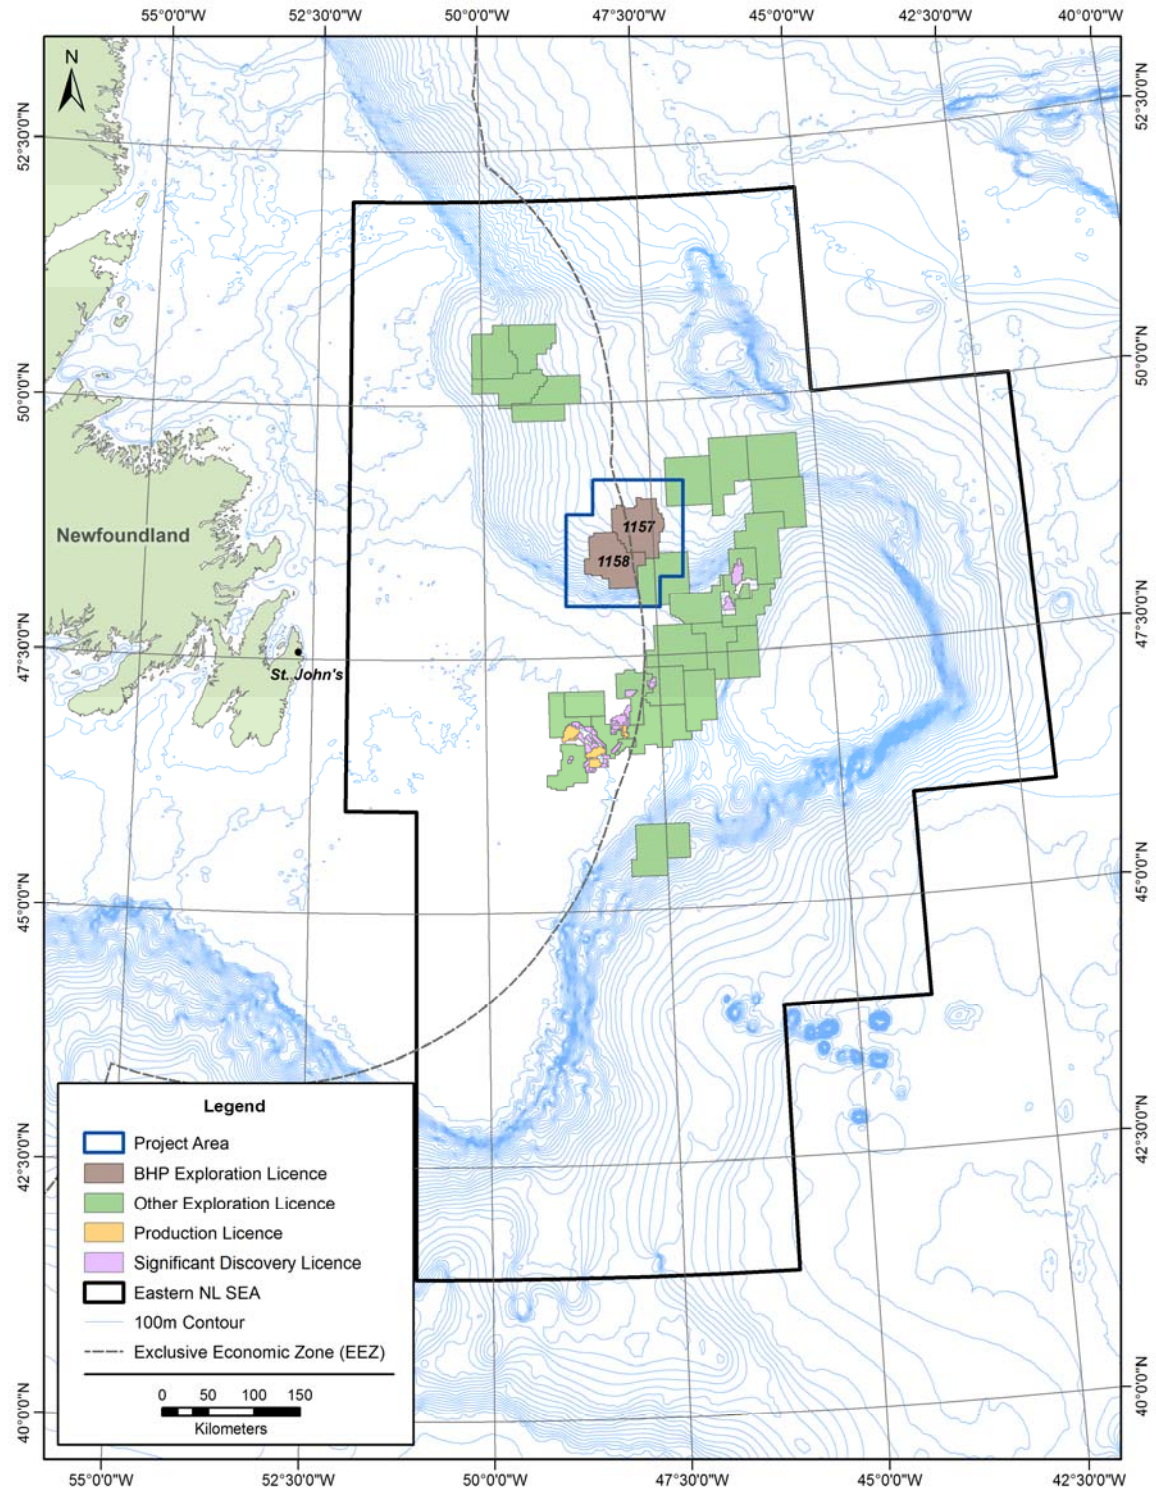 55°0'0"W 52°30'0"W 50°0'0"W 47°30'0"W 45°0'0"W 42°30'0"W 40°0'0"W
N
52°30'0"N
52°30'0"N
50°0'0"N
50°0'0"N
1157
Newfoundland
1158
47°30'0"N
47°30'0"N
St. John's
45°0'0"N
45°0'0"N
Legend
Project Area
42°30'0"N
42°30'0"N
BHP Exploration Licence
Other Exploration Licence
Production Licence
Significant Discovery Licence
Eastern NL SEA
100m Contour
Exclusive Economic Zone (EEZ)
0 50 100 150
Kilometers
40°0'0"N
40°0'0"N
55°0'0"W 52°30'0"W 50°0'0"W 47°30'0"W 45°0'0"W 42°30'0"W